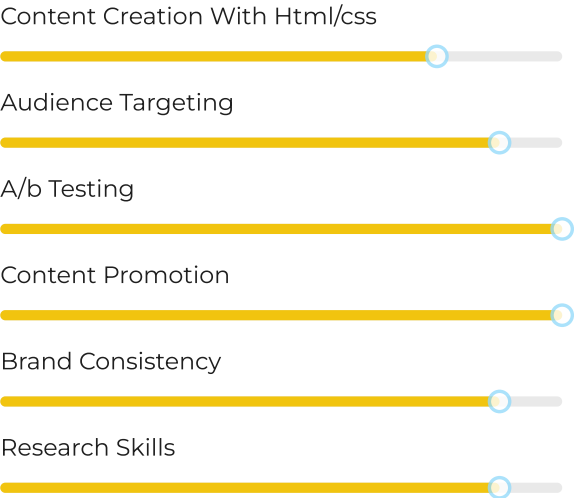 Content Creation With Html/css
Audience Targeting
A/b Testing
Content Promotion
Brand Consistency
Research Skills